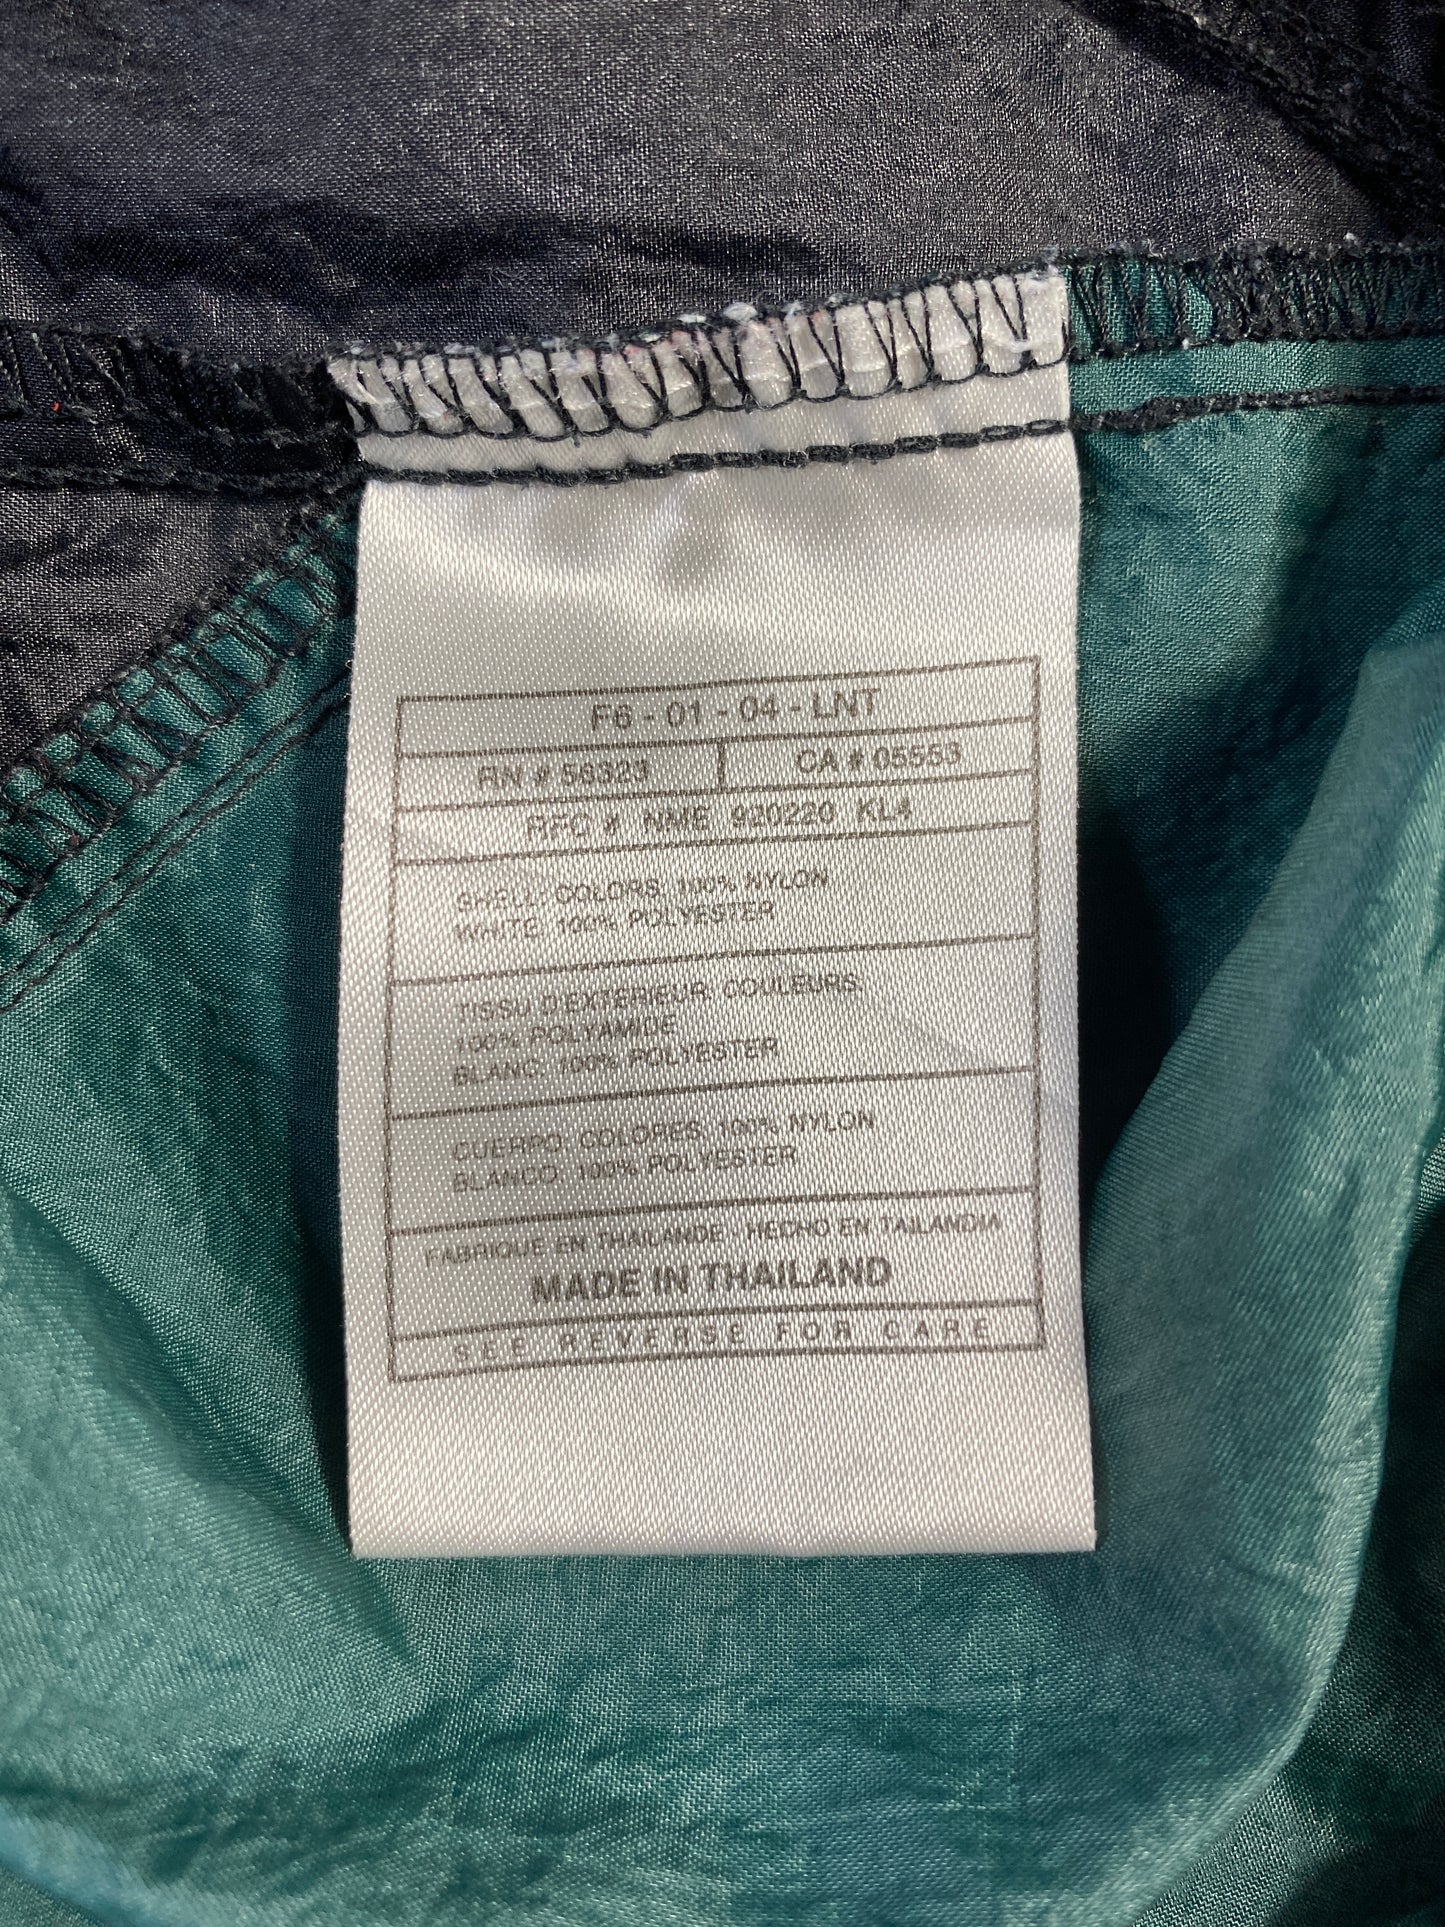 F6 - 01 - 04 - LNT
RN # 56323 CA # 05553
RFC # NME 920220 KL4
SHELL: COLORS: 100% NYLON
WHITE: 100% POLYESTER
TISSU D'EXTERIEUR: COULEURS:
100% POLYAMIDE
BLANC: 100% POLYESTER
CUERPO: COLORES: 100% NYLON
BLANCO: 100% POLYESTER
FABRIQUE EN THAILANDE HECHO EN TAILANDIA
MADE IN THAILAND
SEE REVERSE FOR CARE